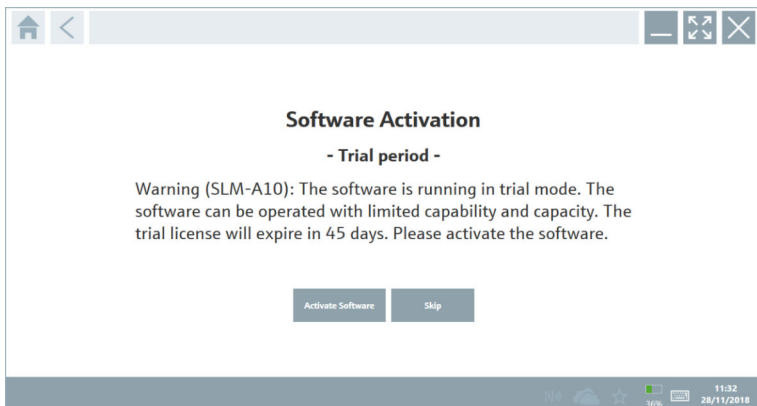 Software Activation
- Trial period -
Warning (SLM-A10): The software is running in trial mode. The
software can be operated with limited capability and capacity. The
trial license will expire in 45 days. Please activate the software.
Activate Software
Skip
11:32
36%
28/11/2018